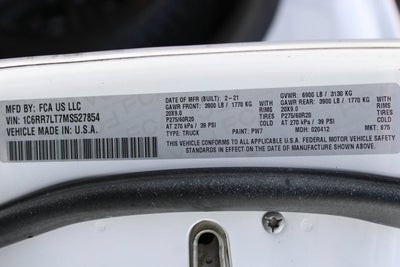 MFD BY: FCA US LLC
VIN: 1C6RR7LT7MS527854
VEHICLE MADE IN U.S.A.
DATE OF MFR (BUILT): 2-21 GVWR: 6900 LB / 3130 KG
GAWR FRONT: 3900 LB / 1770 KG WITH GAWR REAR: 3900 LB / 1770 KG WITH
20X9.0 RIMS 20X9.0 RIMS
P275/60R20 TIRES P275/60R20 TIRES
AT 270 kPa / 39 PSI COLD AT 270 kPa / 39 PSI COLD
TYPE: TRUCK PAINT: PW7 MDH: 020412 MKT: 975
THIS VEHICLE CONFORMS TO ALL APPLICABLE U.S.A. FEDERAL MOTOR VEHICLE SAFETY
STANDARDS IN EFFECT ON THE DATE OF MANUFACTURE SHOWN ABOVE.